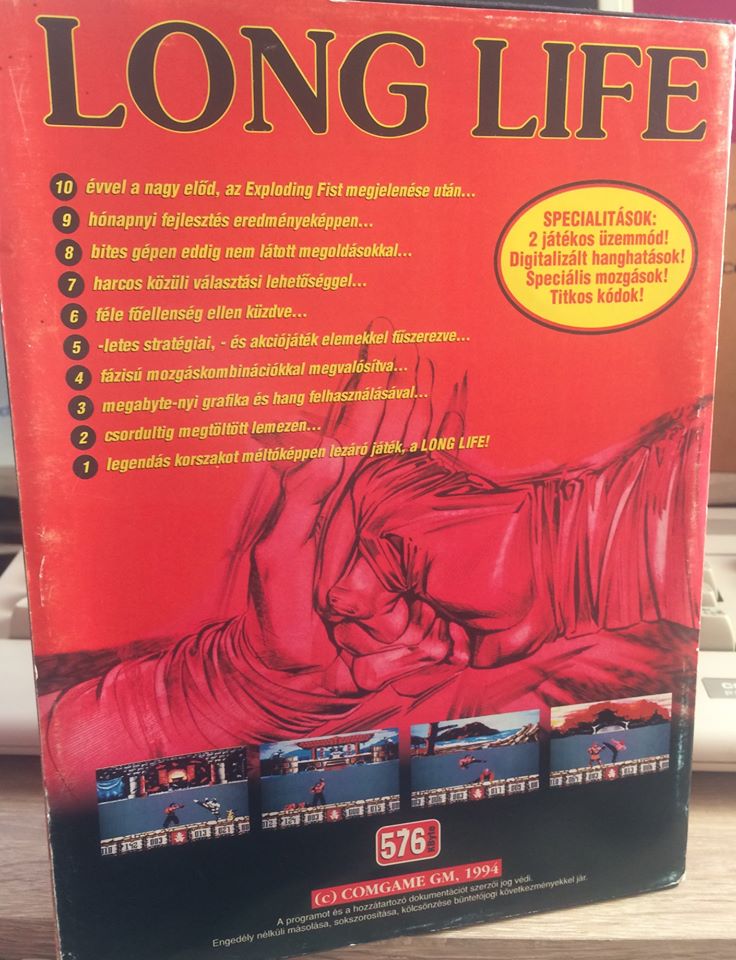 LONG LIFE
10 évvel a nagy előd, az Exploding Fist megjelenése után...
9 hónapnyi fejlesztés eredményeképpen...
8 bites gépen eddig nem látott megoldásokkal...
7 harcos közüli választási lehetőséggel...
6 féle főellenség ellen küzdve...
5 -letes stratégiai, - és akciójáték elemekkel fűszerezve...
4 fázisú mozgáskombinációkkal megvalósítva...
3 megabyte-nyi grafika és hang felhasználásával...
2 csordultig megtöltött lemezen...
1 legendás korszakot méltóképpen lezáró játék, a LONG LIFE!
SPECIALITÁSOK:
2 játékos üzemmód!
Digitalizált hanghatások!
Speciális mozgások!
Titkos kódok!
576 KByte
(c) COMGAME GM, 1994
A programot és a hozzátartozó dokumentációt szerzői jog védi.
Engedély nélküli másolása, sokszorosítása, kölcsönzése büntetőjogi következményekkel jár.